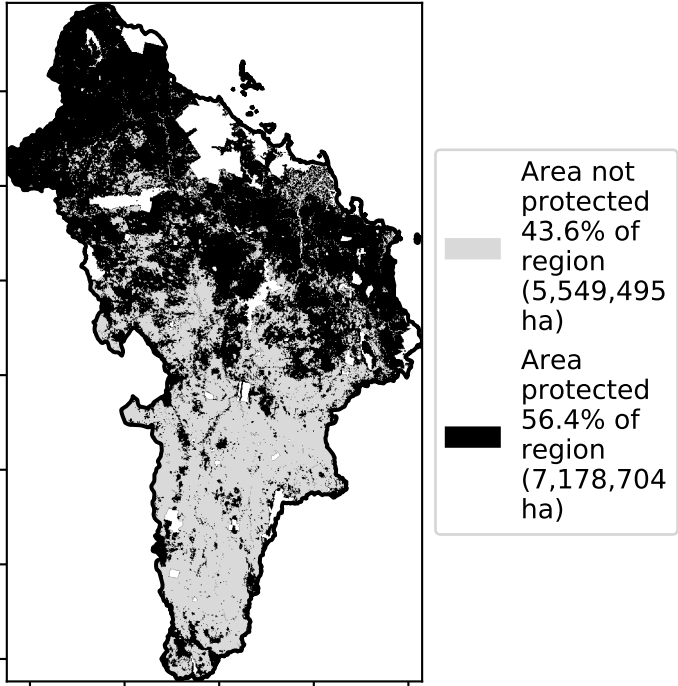 Area not
protected
43.6% of
region
(5,549,495
ha)
Area
protected
56.4% of
region
(7,178,704
ha)